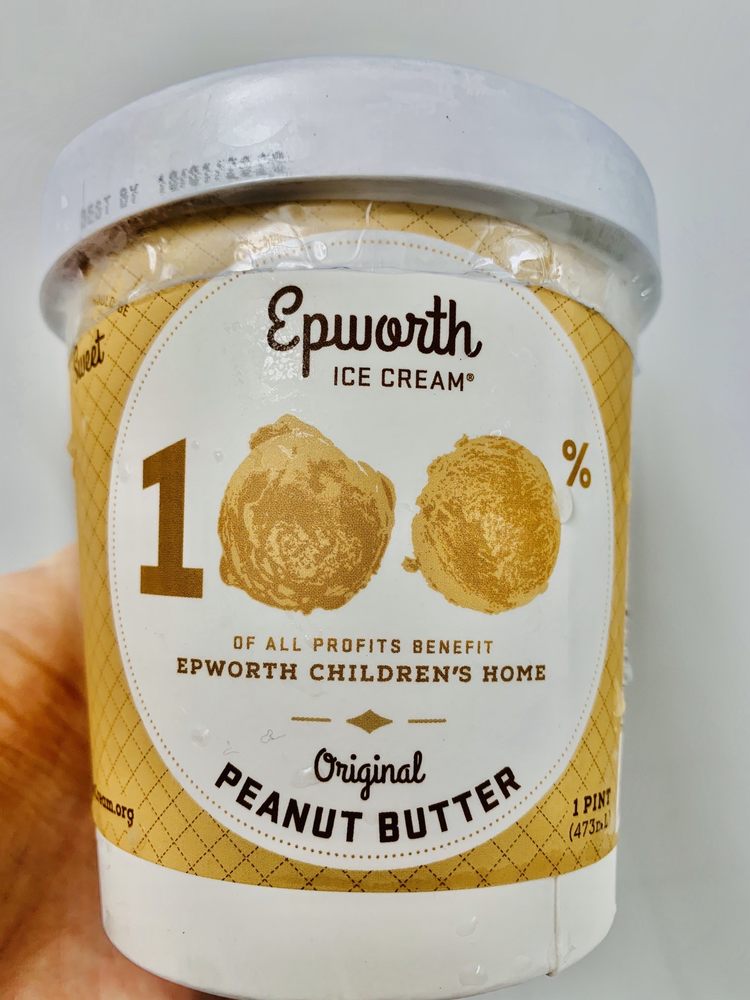 BEST BY
Sweet
Epworth
ICE CREAM®
100%
OF ALL PROFITS BENEFIT
EPWORTH CHILDREN'S HOME
Original
PEANUT BUTTER
1 PINT
(473mL)